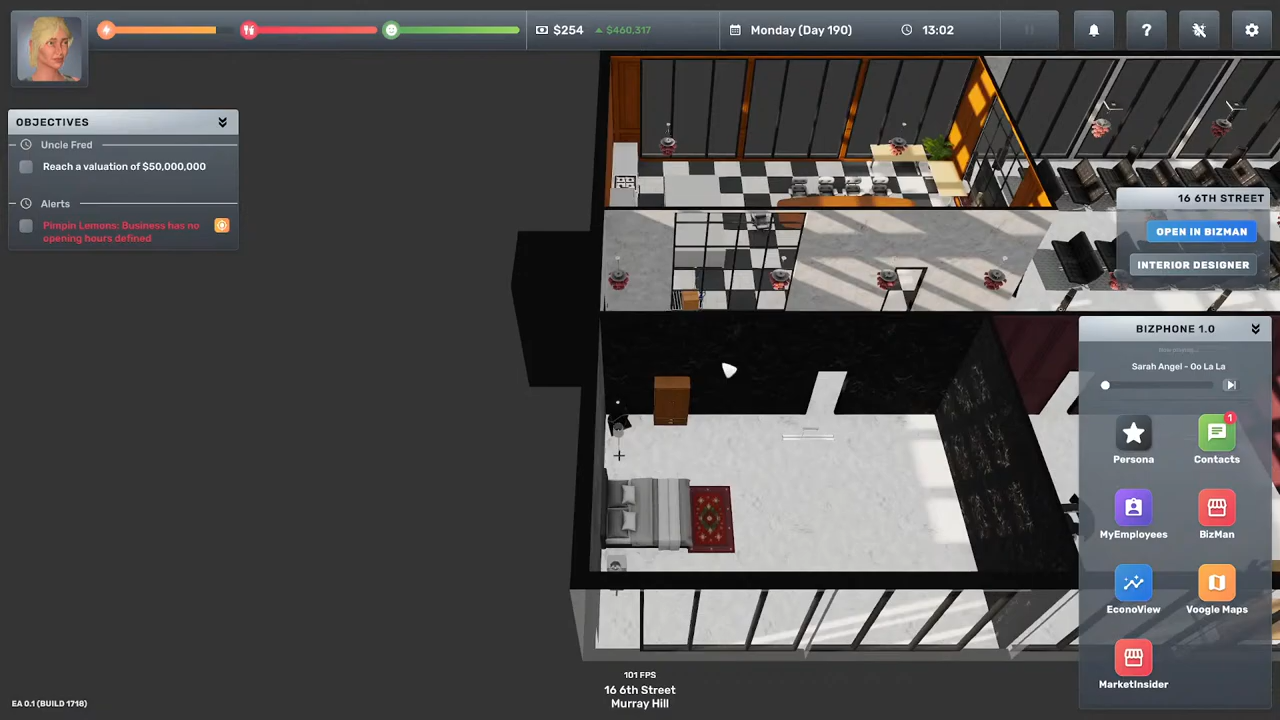 $254
$460,317
Monday (Day 190)
13:02
?
OBJECTIVES
Uncle Fred
Reach a valuation of $50,000,000
Alerts
Pimpin Lemons: Business has no
opening hours defined
16 6TH STREET
OPEN IN BIZMAN
INTERIOR DESIGNER
BIZPHONE 1.0
Sarah Angel - Oo La La
Persona
1
Contacts
MyEmployees
BizMan
EconoView
Voogle Maps
MarketInsider
101 FPS
16 6th Street
Murray Hill
EA 0.1 (BUILD 1718)